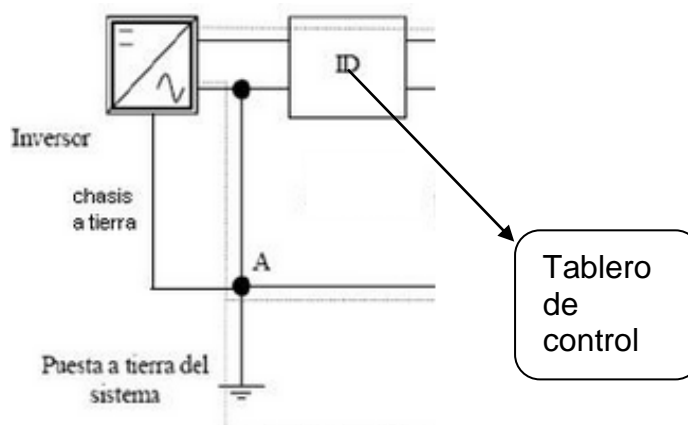 ID
Inversor
chasis
a tierra
A
Tablero
de
control
Puesta a tierra del
sistema